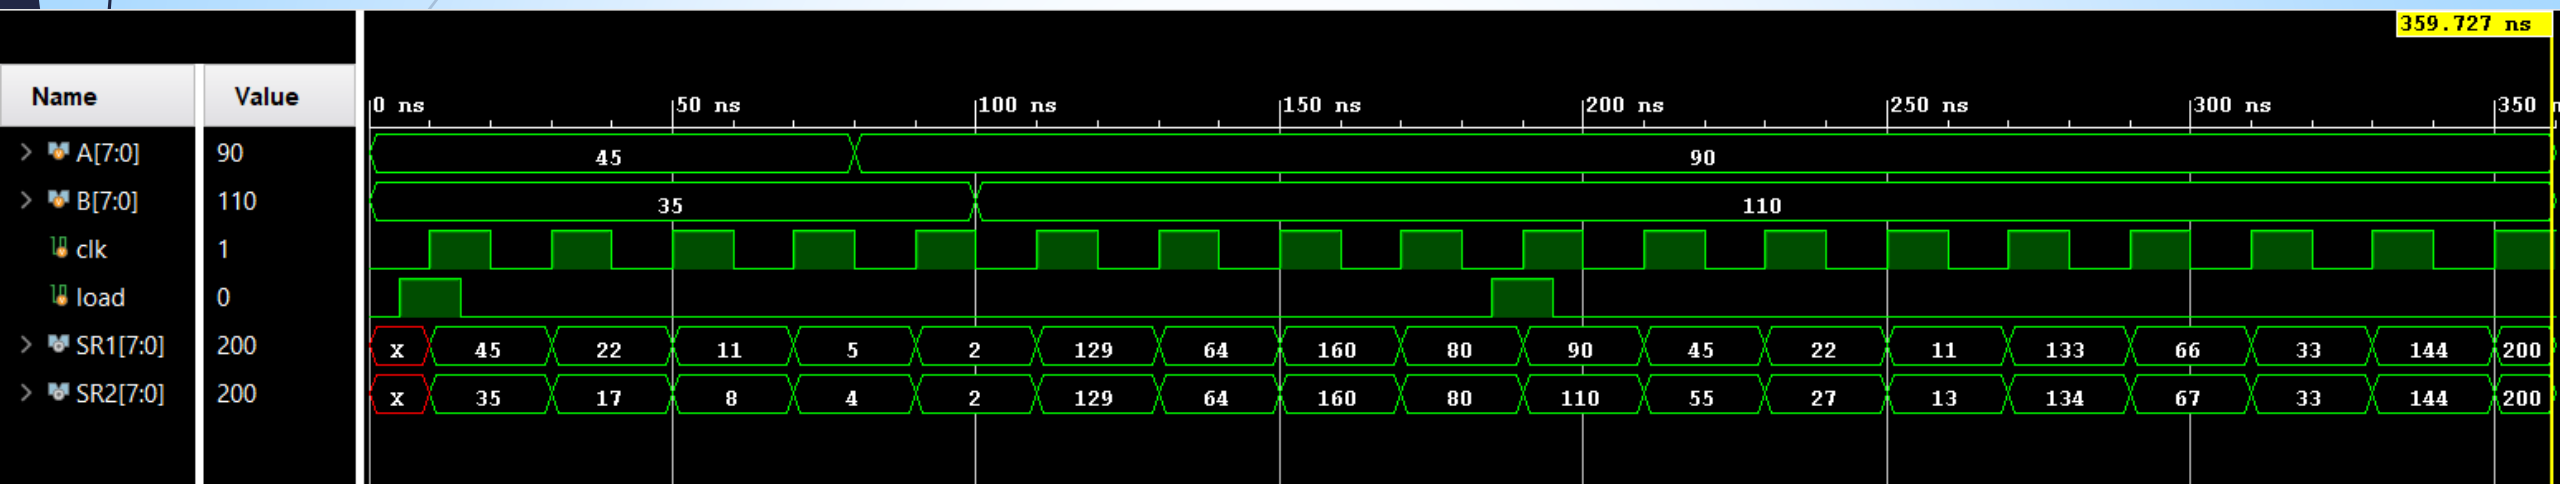 359.727 ns
Name Value 0 ns 50 ns 100 ns 150 ns 200 ns 250 ns 300 ns 350 n
A[7:0] 90 45 90
B[7:0] 110 35 110
clk 1
load 0
SR1[7:0] 200 x 45 22 11 5 2 129 64 160 80 90 45 22 11 133 66 33 144 200
SR2[7:0] 200 x 35 17 8 4 2 129 64 160 80 110 55 27 13 134 67 33 144 200